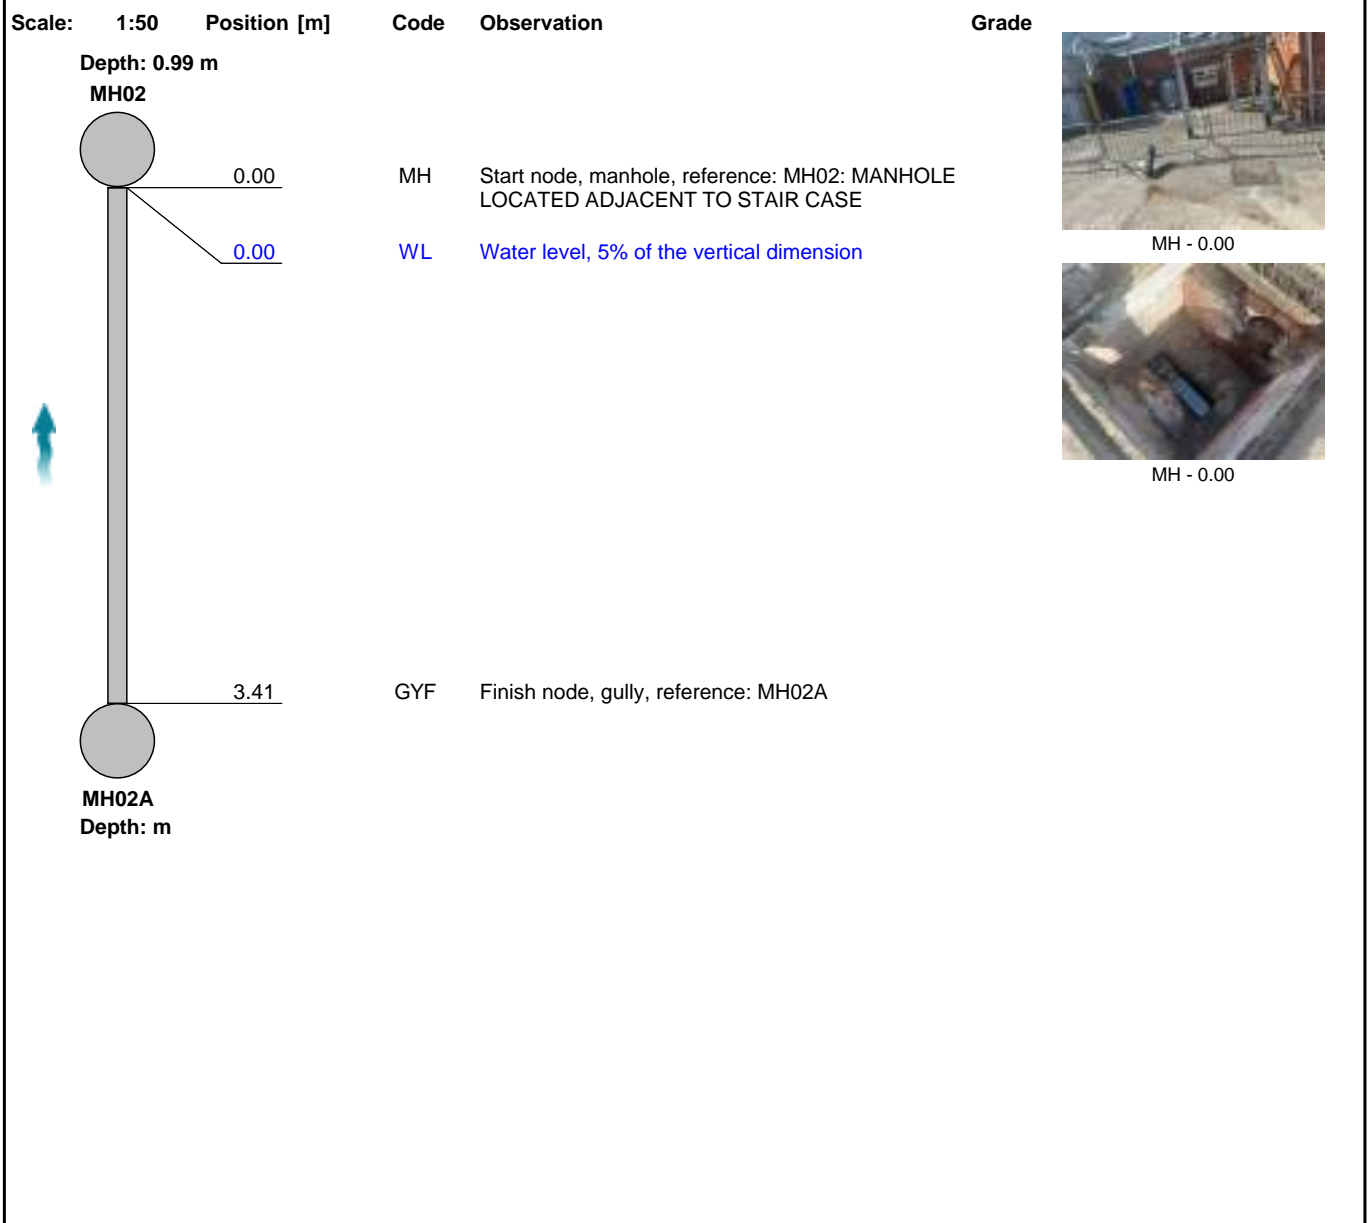 Scale: 1:50 Position [m] Code Observation Grade
Depth: 0.99 m
MH02
0.00 MH Start node, manhole, reference: MH02: MANHOLE
LOCATED ADJACENT TO STAIR CASE
0.00 WL Water level, 5% of the vertical dimension
MH - 0.00
MH - 0.00
3.41 GYF Finish node, gully, reference: MH02A
MH02A
Depth: m